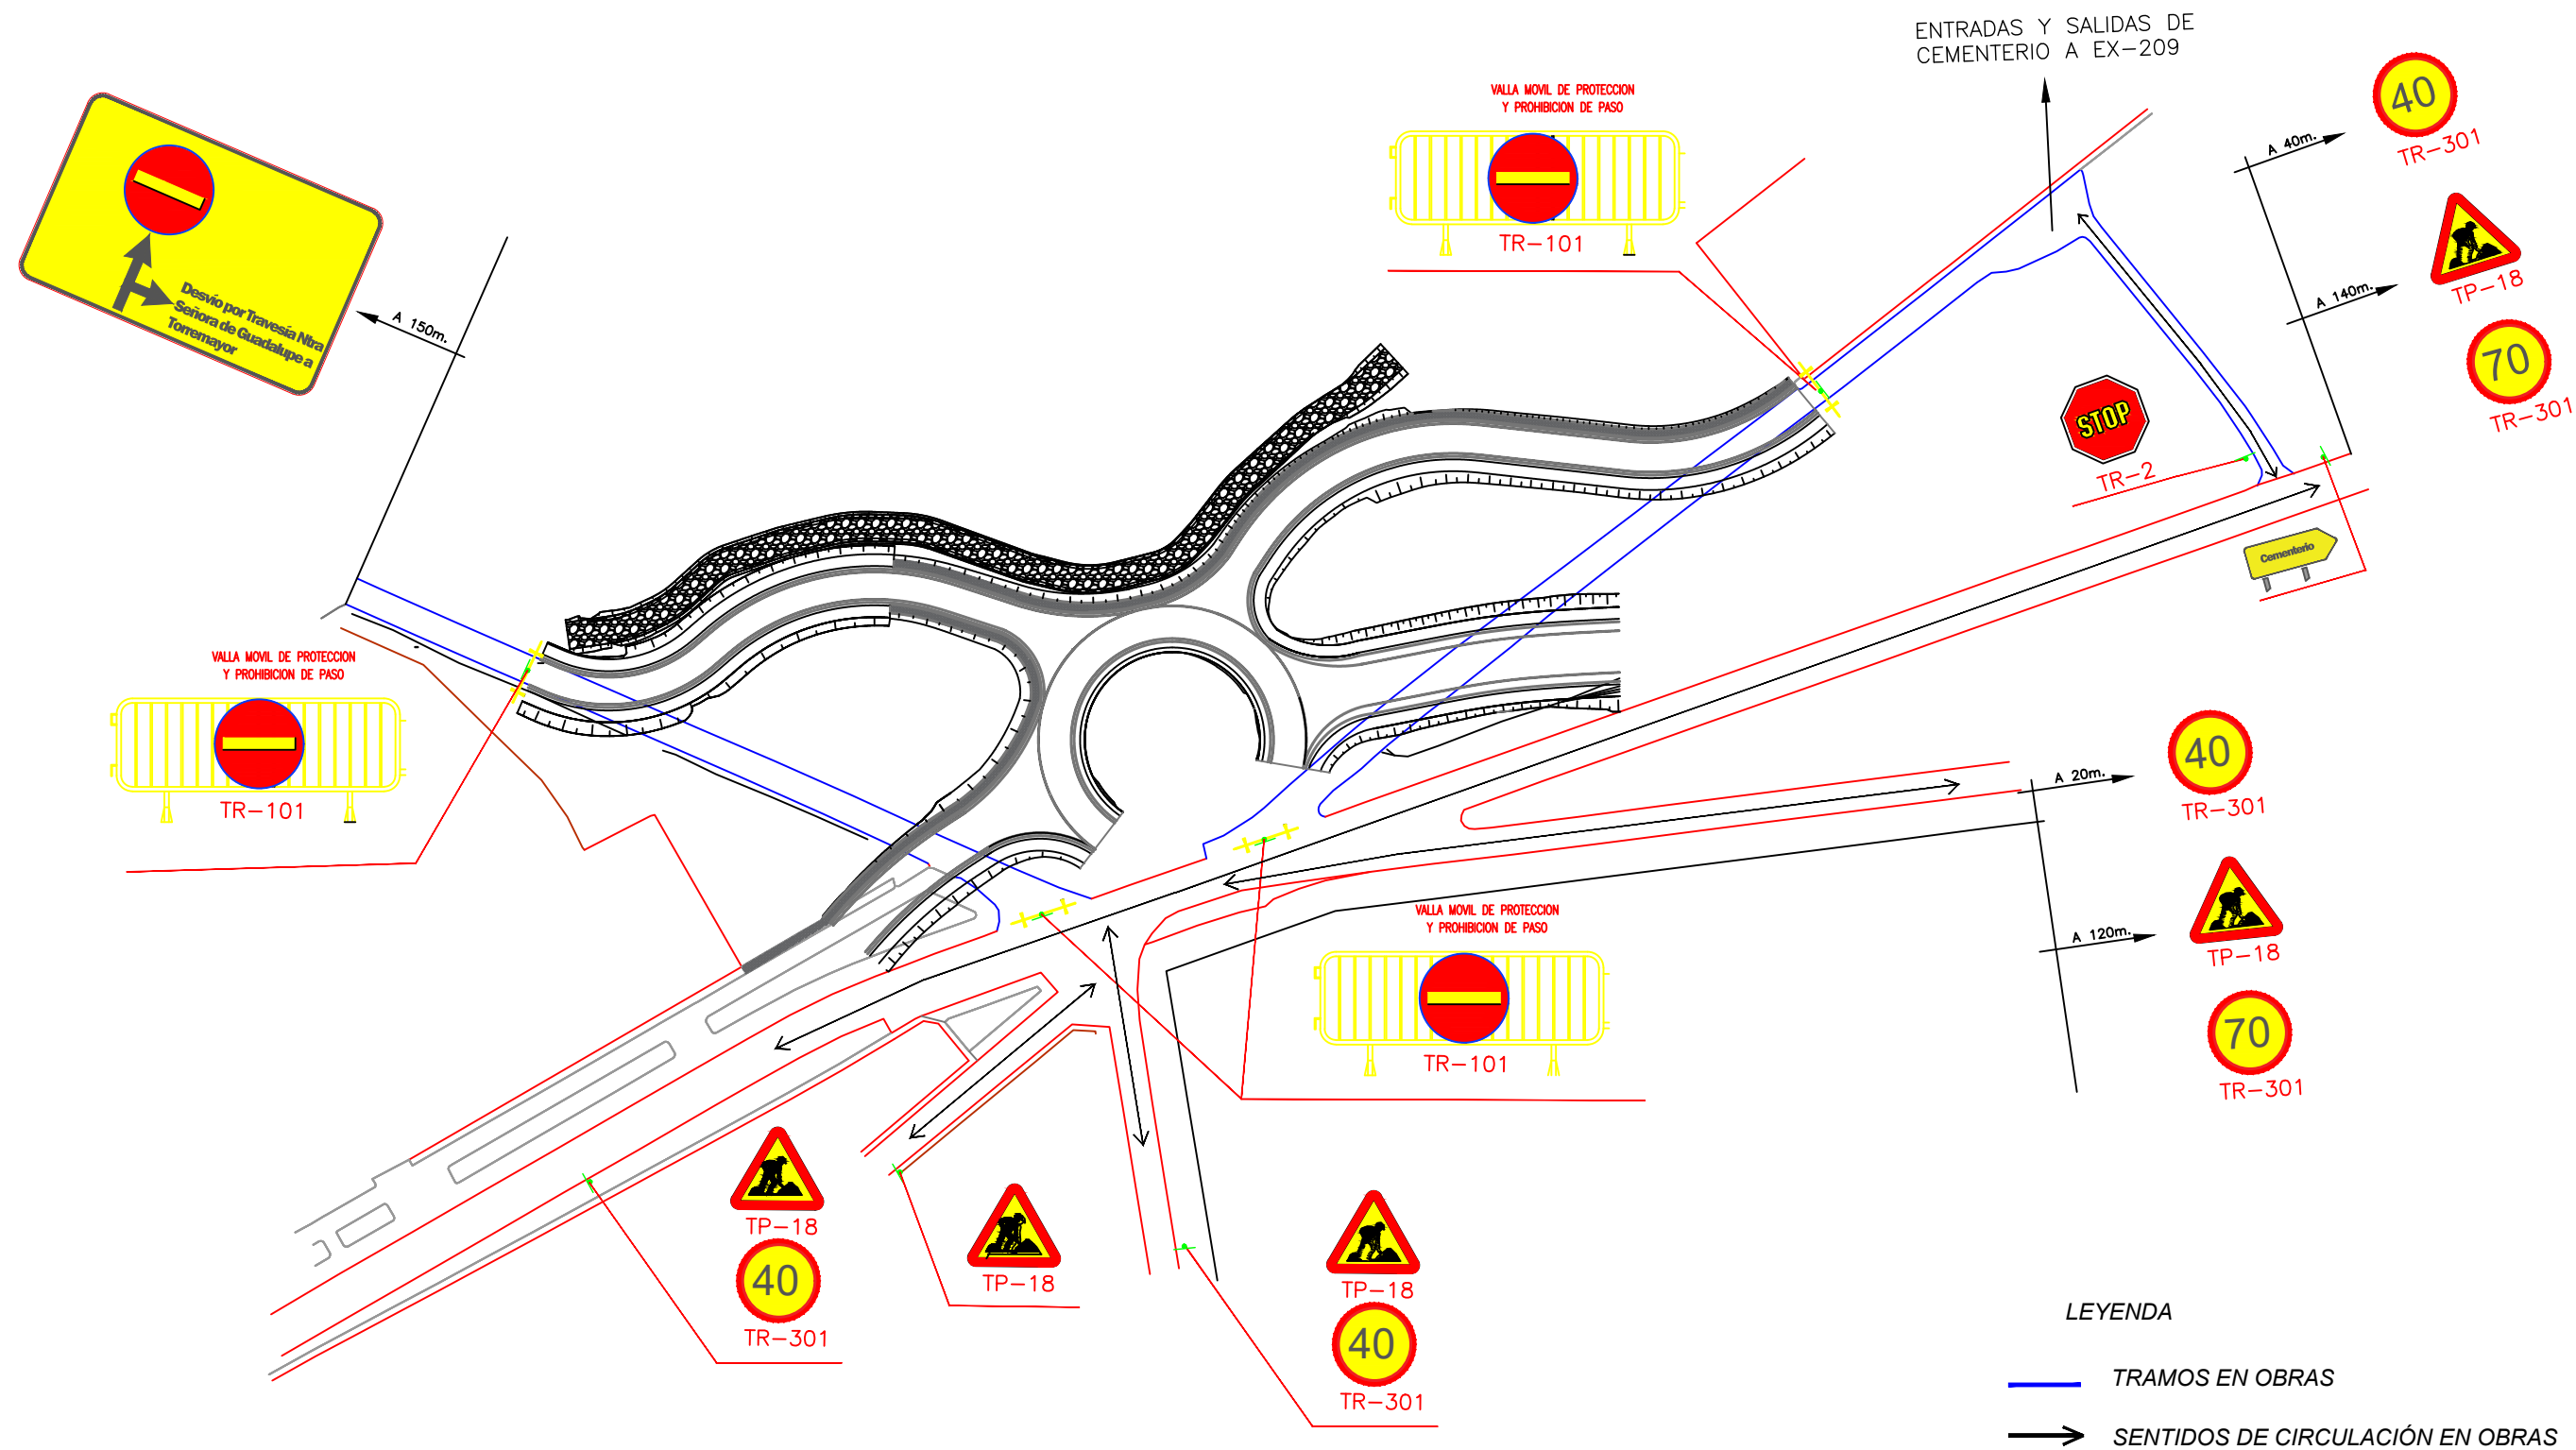 ENTRADAS Y SALIDAS DE
CEMENTERIO A EX-209
VALLA MOVIL DE PROTECCION
Y PROHIBICION DE PASO
TR-101
A 40m.
40
TR-301
TP-18
A 140m.
70
TR-301
STOP
TR-2
Cementerio
Desvío por Travesía Ntra
Señora de Guadalupe a
Torremayor
A 150m.
VALLA MOVIL DE PROTECCION
Y PROHIBICION DE PASO
TR-101
A 20m.
40
TR-301
TP-18
A 120m.
70
TR-301
VALLA MOVIL DE PROTECCION
Y PROHIBICION DE PASO
TR-101
TP-18
40
TR-301
TP-18
TP-18
40
TR-301
LEYENDA
TRAMOS EN OBRAS
SENTIDOS DE CIRCULACIÓN EN OBRAS